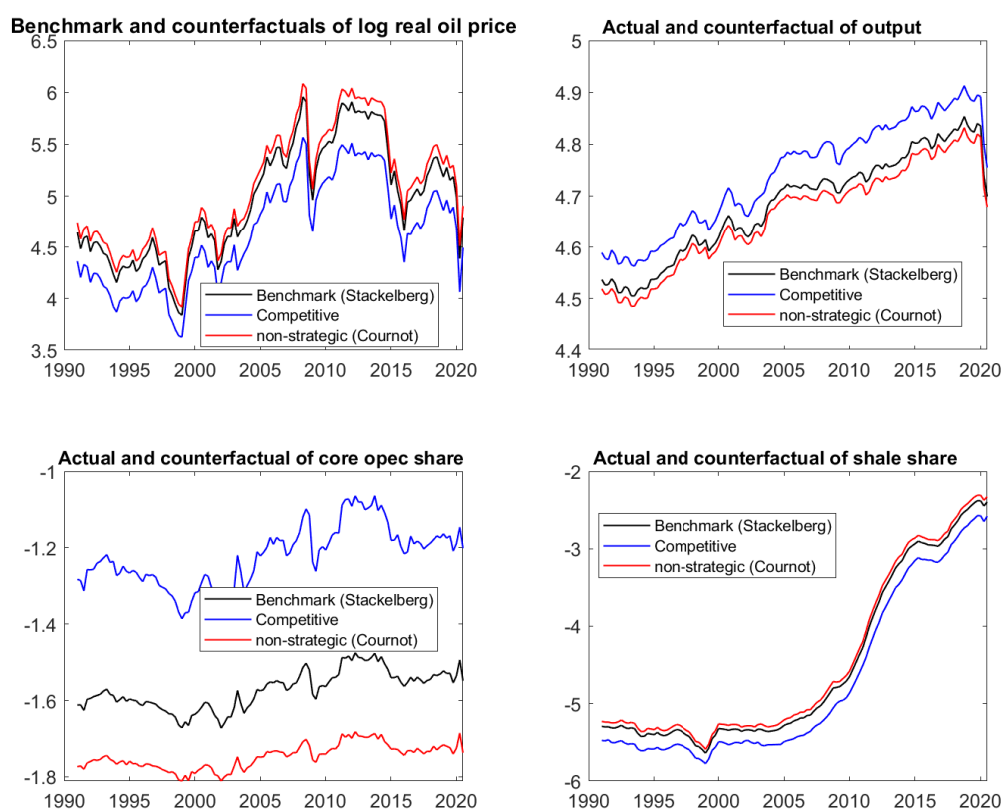 Benchmark and counterfactuals of log real oil price
6.5
6
5.5
5
4.5
4
3.5
1990 1995 2000 2005 2010 2015 2020
Benchmark (Stackelberg)
Competitive
non-strategic (Cournot)
Actual and counterfactual of output
5
4.9
4.8
4.7
4.6
4.5
4.4
1990 1995 2000 2005 2010 2015 2020
Benchmark (Stackelberg)
Competitive
non-strategic (Cournot)
Actual and counterfactual of core opec share
-1
-1.2
-1.4
-1.6
-1.8
1990 1995 2000 2005 2010 2015 2020
Benchmark (Stackelberg)
Competitive
non-strategic (Cournot)
Actual and counterfactual of shale share
-2
-3
-4
-5
-6
1990 1995 2000 2005 2010 2015 2020
Benchmark (Stackelberg)
Competitive
non-strategic (Cournot)